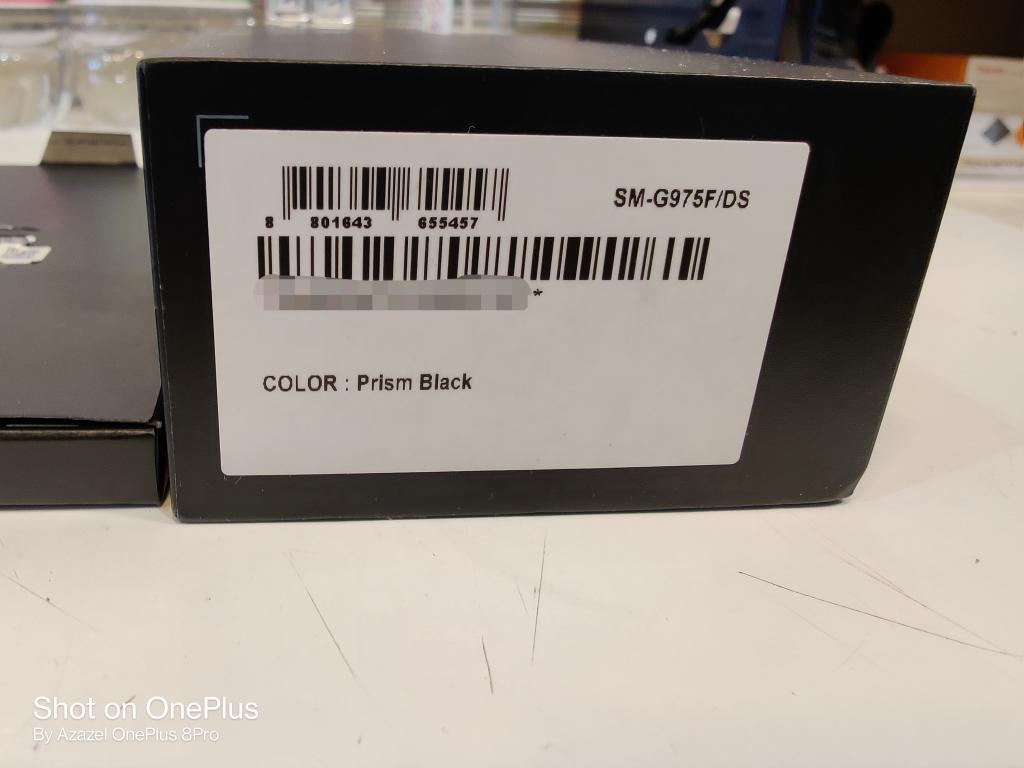 SM-G975F/DS
8 801643 655457
*
COLOR : Prism Black
Shot on OnePlus
By Azazel OnePlus 8Pro